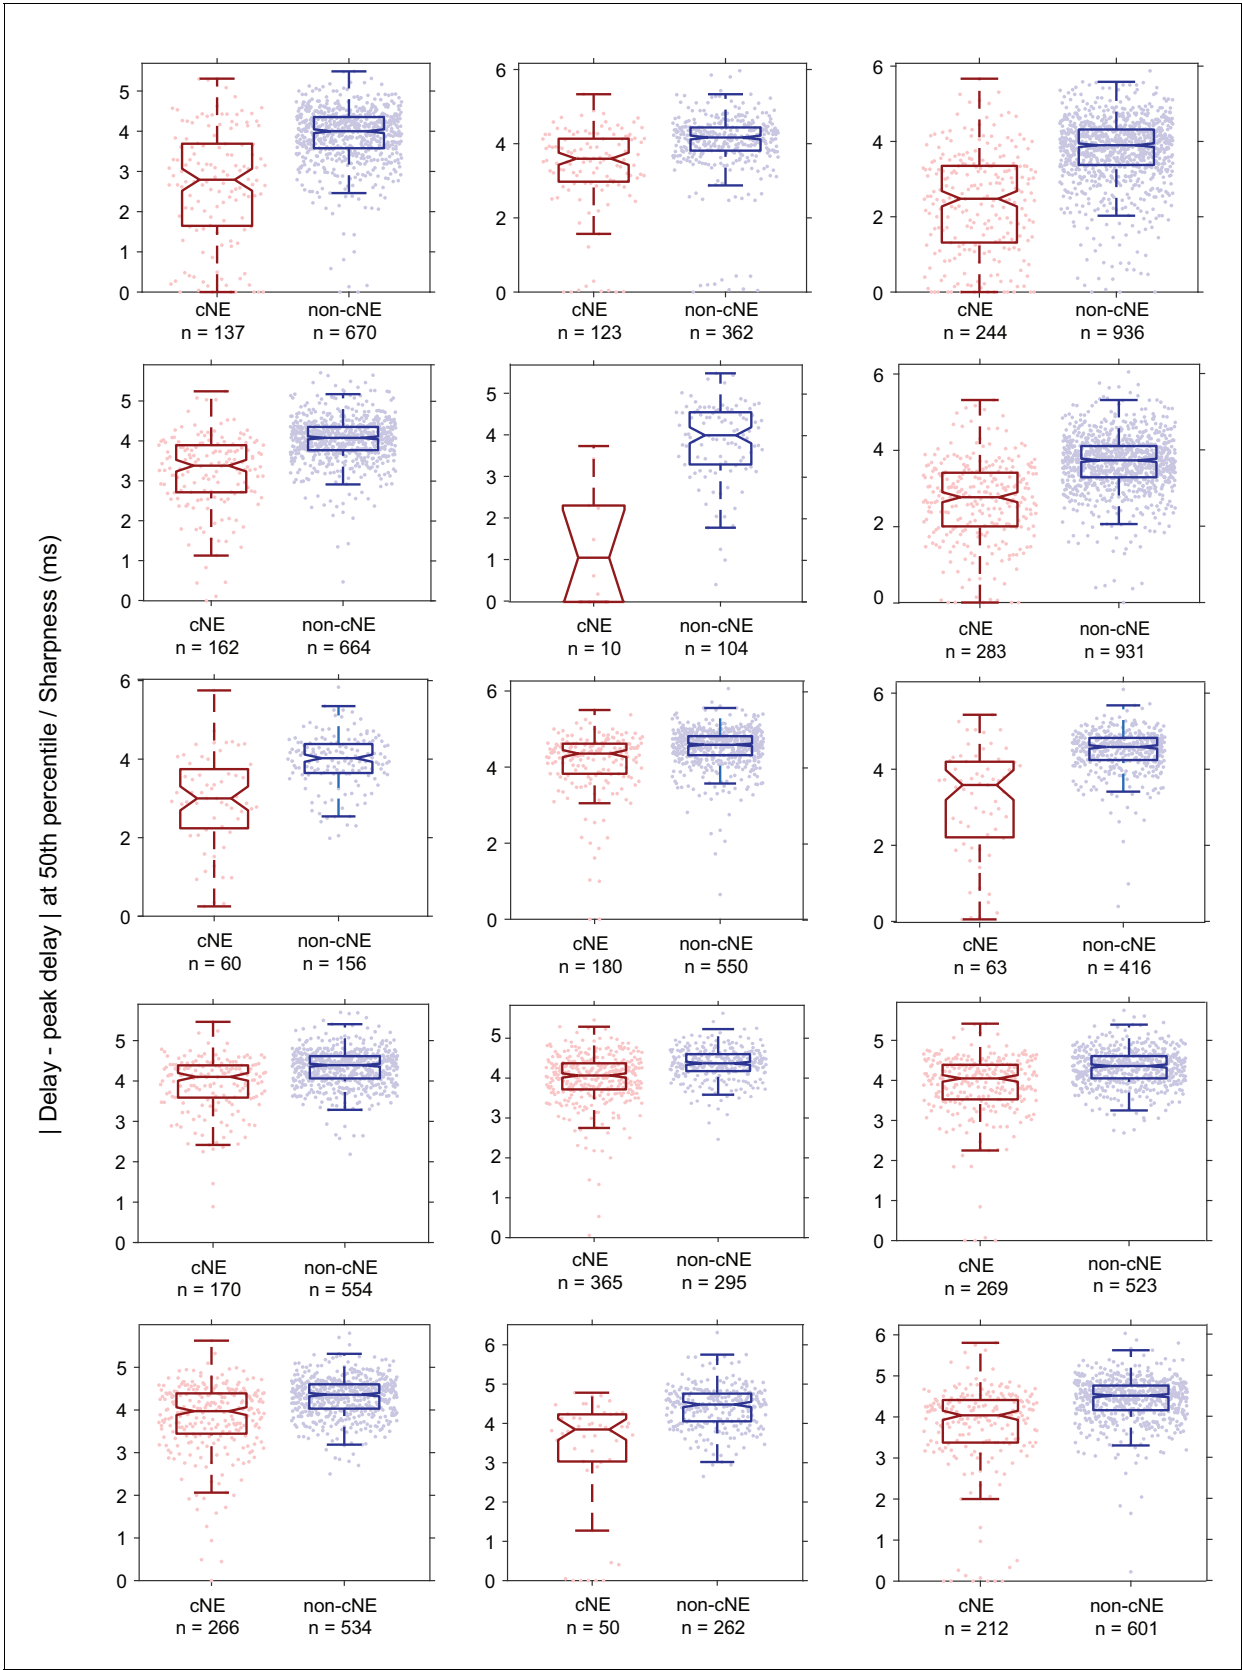 | Delay - peak delay | at 50th percentile / Sharpness (ms)
5
4
3
2
1
0
cNE non-cNE
n = 137 n = 670
6
4
2
0
cNE non-cNE
n = 123 n = 362
6
4
2
0
cNE non-cNE
n = 244 n = 936
5
4
3
2
1
0
cNE non-cNE
n = 162 n = 664
5
4
3
2
1
0
cNE non-cNE
n = 10 n = 104
6
4
2
0
cNE non-cNE
n = 283 n = 931
6
4
2
0
cNE non-cNE
n = 60 n = 156
6
4
2
0
cNE non-cNE
n = 180 n = 550
6
4
2
0
cNE non-cNE
n = 63 n = 416
5
4
3
2
1
0
cNE non-cNE
n = 170 n = 554
5
4
3
2
1
0
cNE non-cNE
n = 365 n = 295
5
4
3
2
1
0
cNE non-cNE
n = 269 n = 523
5
4
3
2
1
0
cNE non-cNE
n = 266 n = 534
6
5
4
3
2
1
0
cNE non-cNE
n = 50 n = 262
6
5
4
3
2
1
0
cNE non-cNE
n = 212 n = 601